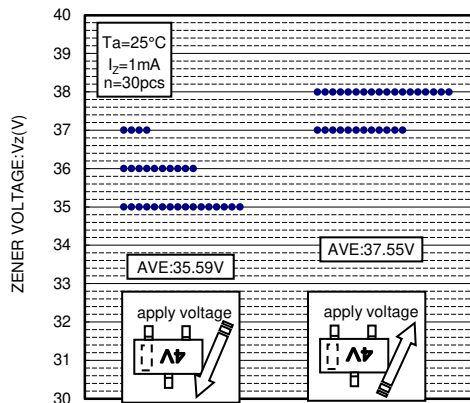 ZENER VOLTAGE:Vz(V)
40
39
38
37
36
35
34
33
32
31
30
Ta=25°C
IZ=1mA
n=30pcs
AVE:35.59V
AVE:37.55V
apply voltage
4V
apply voltage
4V